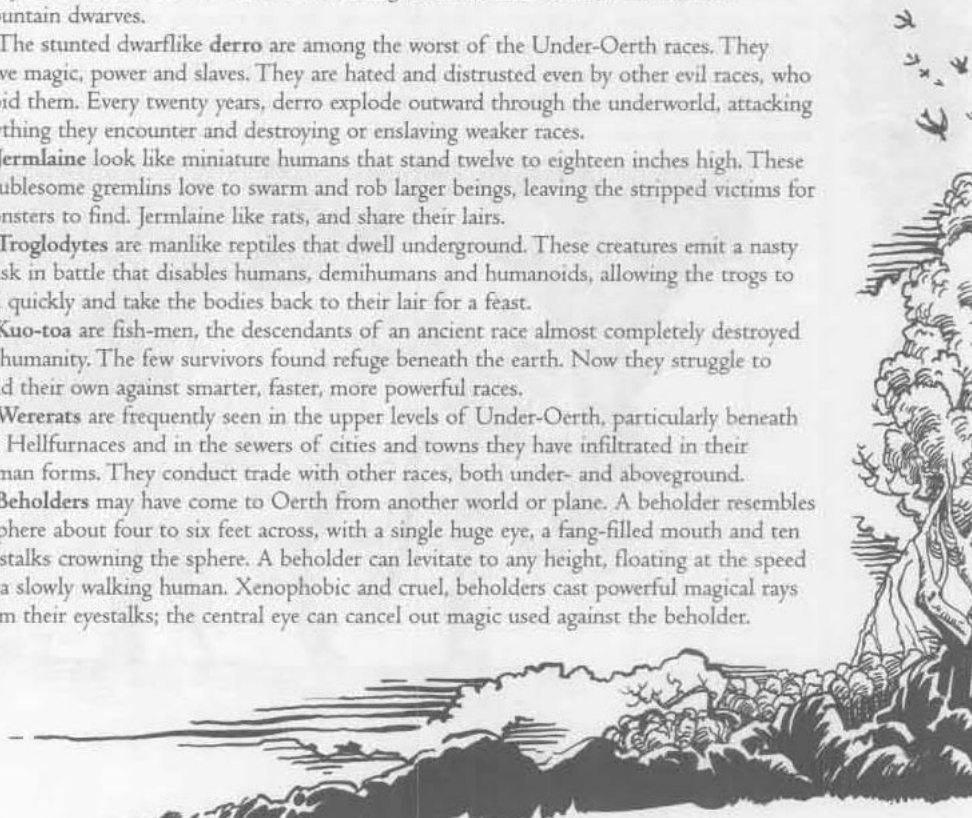 untain dwarves.
The stunted dwarflike derro are among the worst of the Under-Oerth races. They
ve magic, power and slaves. They are hated and distrusted even by other evil races, who
id them. Every twenty years, derro explode outward through the underworld, attacking
ything they encounter and destroying or enslaving weaker races.
Jermlaine look like miniature humans that stand twelve to eighteen inches high. These
ublesome gremlins love to swarm and rob larger beings, leaving the stripped victims for
nsters to find. Jermlaine like rats, and share their lairs.
Troglodytes are manlike reptiles that dwell underground. These creatures emit a nasty
sk in battle that disables humans, demihumans and humanoids, allowing the trogs to
quickly and take the bodies back to their lair for a feast.
Kuo-toa are fish-men, the descendants of an ancient race almost completely destroyed
humanity. The few survivors found refuge beneath the earth. Now they struggle to
d their own against smarter, faster, more powerful races.
Wererats are frequently seen in the upper levels of Under-Oerth, particularly beneath
Hellfurnaces and in the sewers of cities and towns they have infiltrated in their
man forms. They conduct trade with other races, both under- and aboveground.
Beholders may have come to Oerth from another world or plane. A beholder resembles
phere about four to six feet across, with a single huge eye, a fang-filled mouth and ten
stalks crowning the sphere. A beholder can levitate to any height, floating at the speed
a slowly walking human. Xenophobic and cruel, beholders cast powerful magical rays
m their eyestalks; the central eye can cancel out magic used against the beholder.